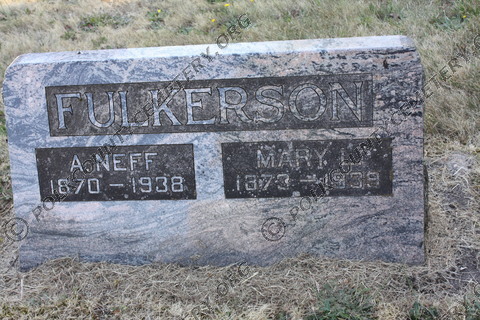 FULKERSON
A. NEFF
1870 - 1938
MARY L.
1873 - 1939